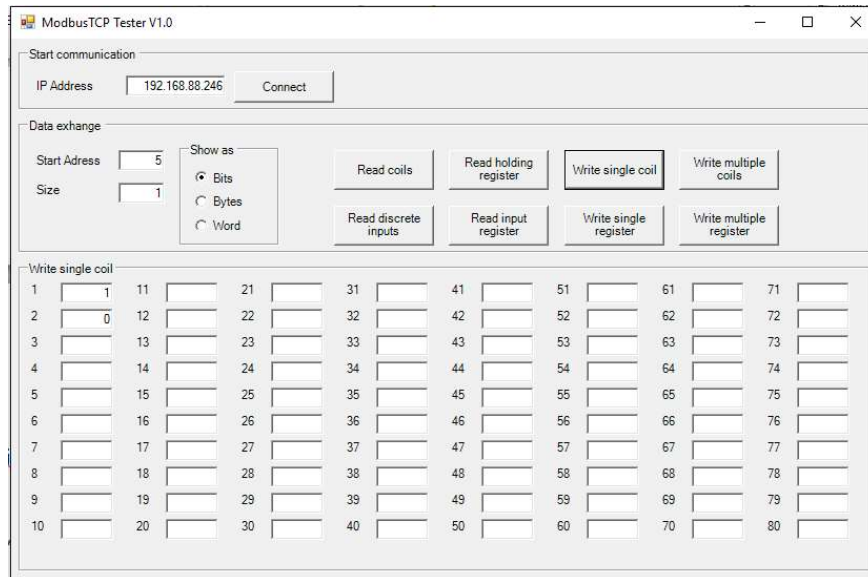 ModbusTCP Tester V1.0
Start communication
IP Address 192.168.88.246 Connect
Data exhange
Start Adress 5
Size 1
Show as
Bits
Bytes
Word
Read coils Read holding register Write single coil Write multiple coils
Read discrete inputs Read input register Write single register Write multiple register
Write single coil
1 1 11 21 31 41 51 61 71
2 0 12 22 32 42 52 62 72
3 13 23 33 43 53 63 73
4 14 24 34 44 54 64 74
5 15 25 35 45 55 65 75
6 16 26 36 46 56 66 76
7 17 27 37 47 57 67 77
8 18 28 38 48 58 68 78
9 19 29 39 49 59 69 79
10 20 30 40 50 60 70 80